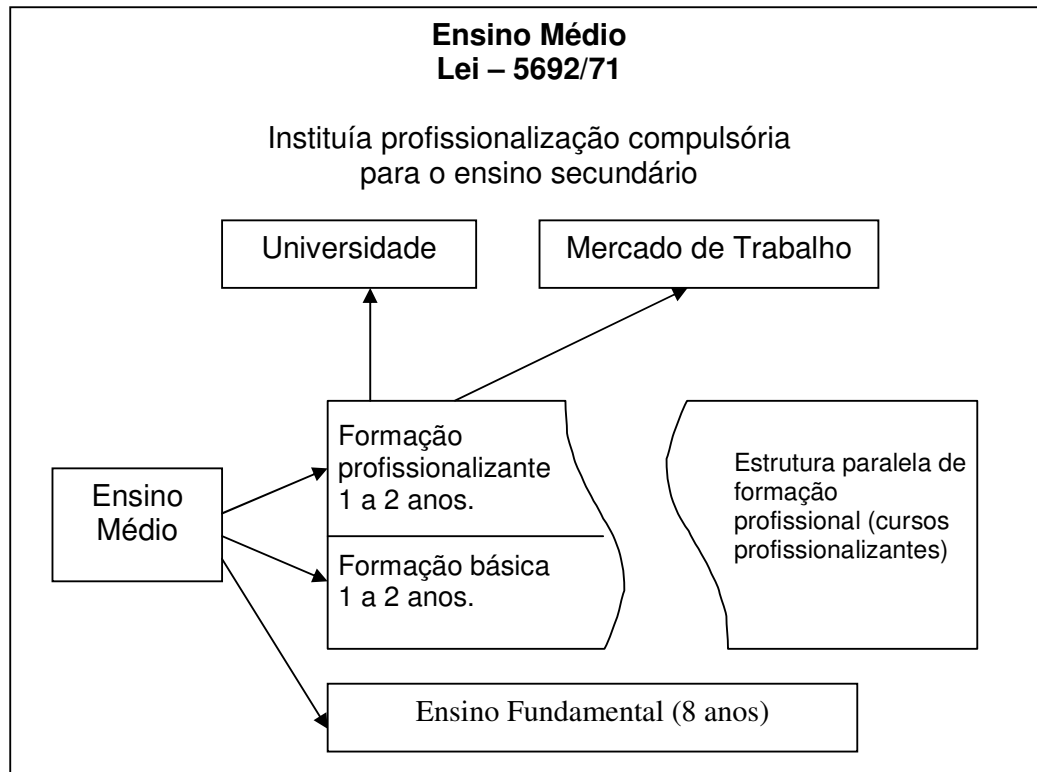 Ensino Médio
Lei – 5692/71
Instituía profissionalização compulsória
para o ensino secundário
Universidade
Mercado de Trabalho
Formação
profissionalizante
1 a 2 anos.
Estrutura paralela de
formação
profissional (cursos
profissionalizantes)
Ensino
Médio
Formação básica
1 a 2 anos.
Ensino Fundamental (8 anos)